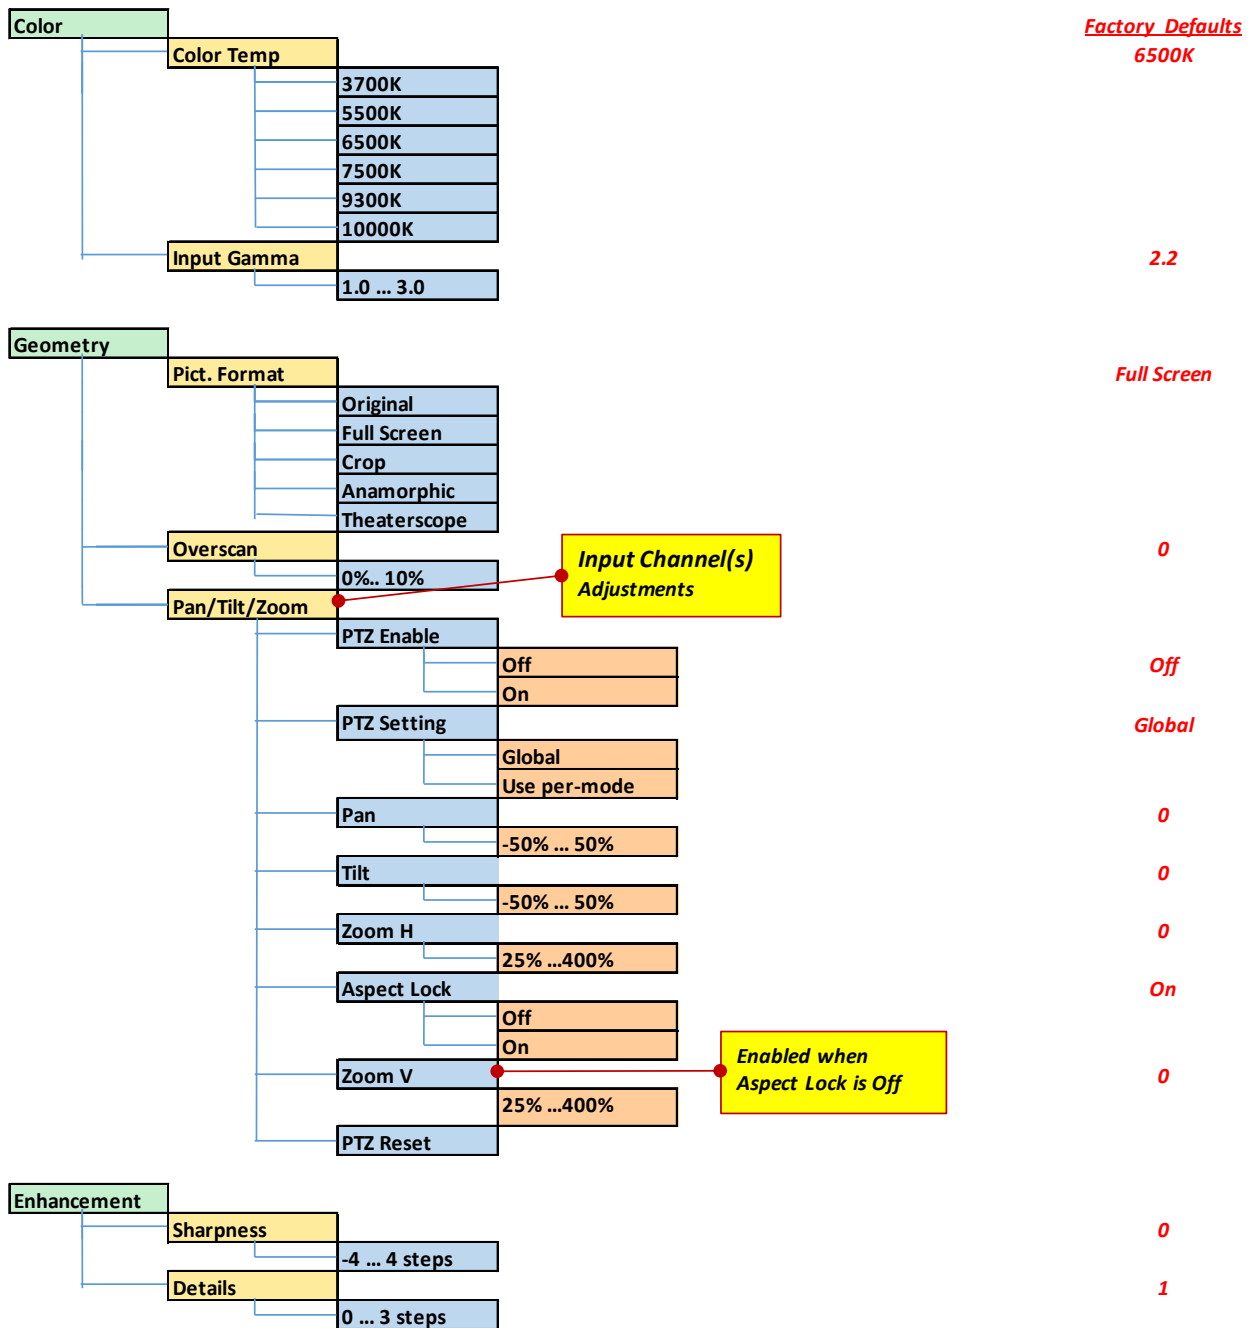 Color
Factory Defaults
Color Temp
6500K
3700K
5500K
6500K
7500K
9300K
10000K
Input Gamma
2.2
1.0 ... 3.0
Geometry
Pict. Format
Full Screen
Original
Full Screen
Crop
Anamorphic
Theaterscope
Overscan
0
Input Channel(s)
Adjustments
0%.. 10%
Pan/Tilt/Zoom
PTZ Enable
Off
Off
On
PTZ Setting
Global
Global
Use per-mode
Pan
0
-50% ... 50%
Tilt
0
-50% ... 50%
Zoom H
0
25% ...400%
Aspect Lock
On
Off
On
Enabled when
Aspect Lock is Off
Zoom V
0
25% ...400%
PTZ Reset
Enhancement
Sharpness
0
-4 ... 4 steps
Details
1
0 ... 3 steps